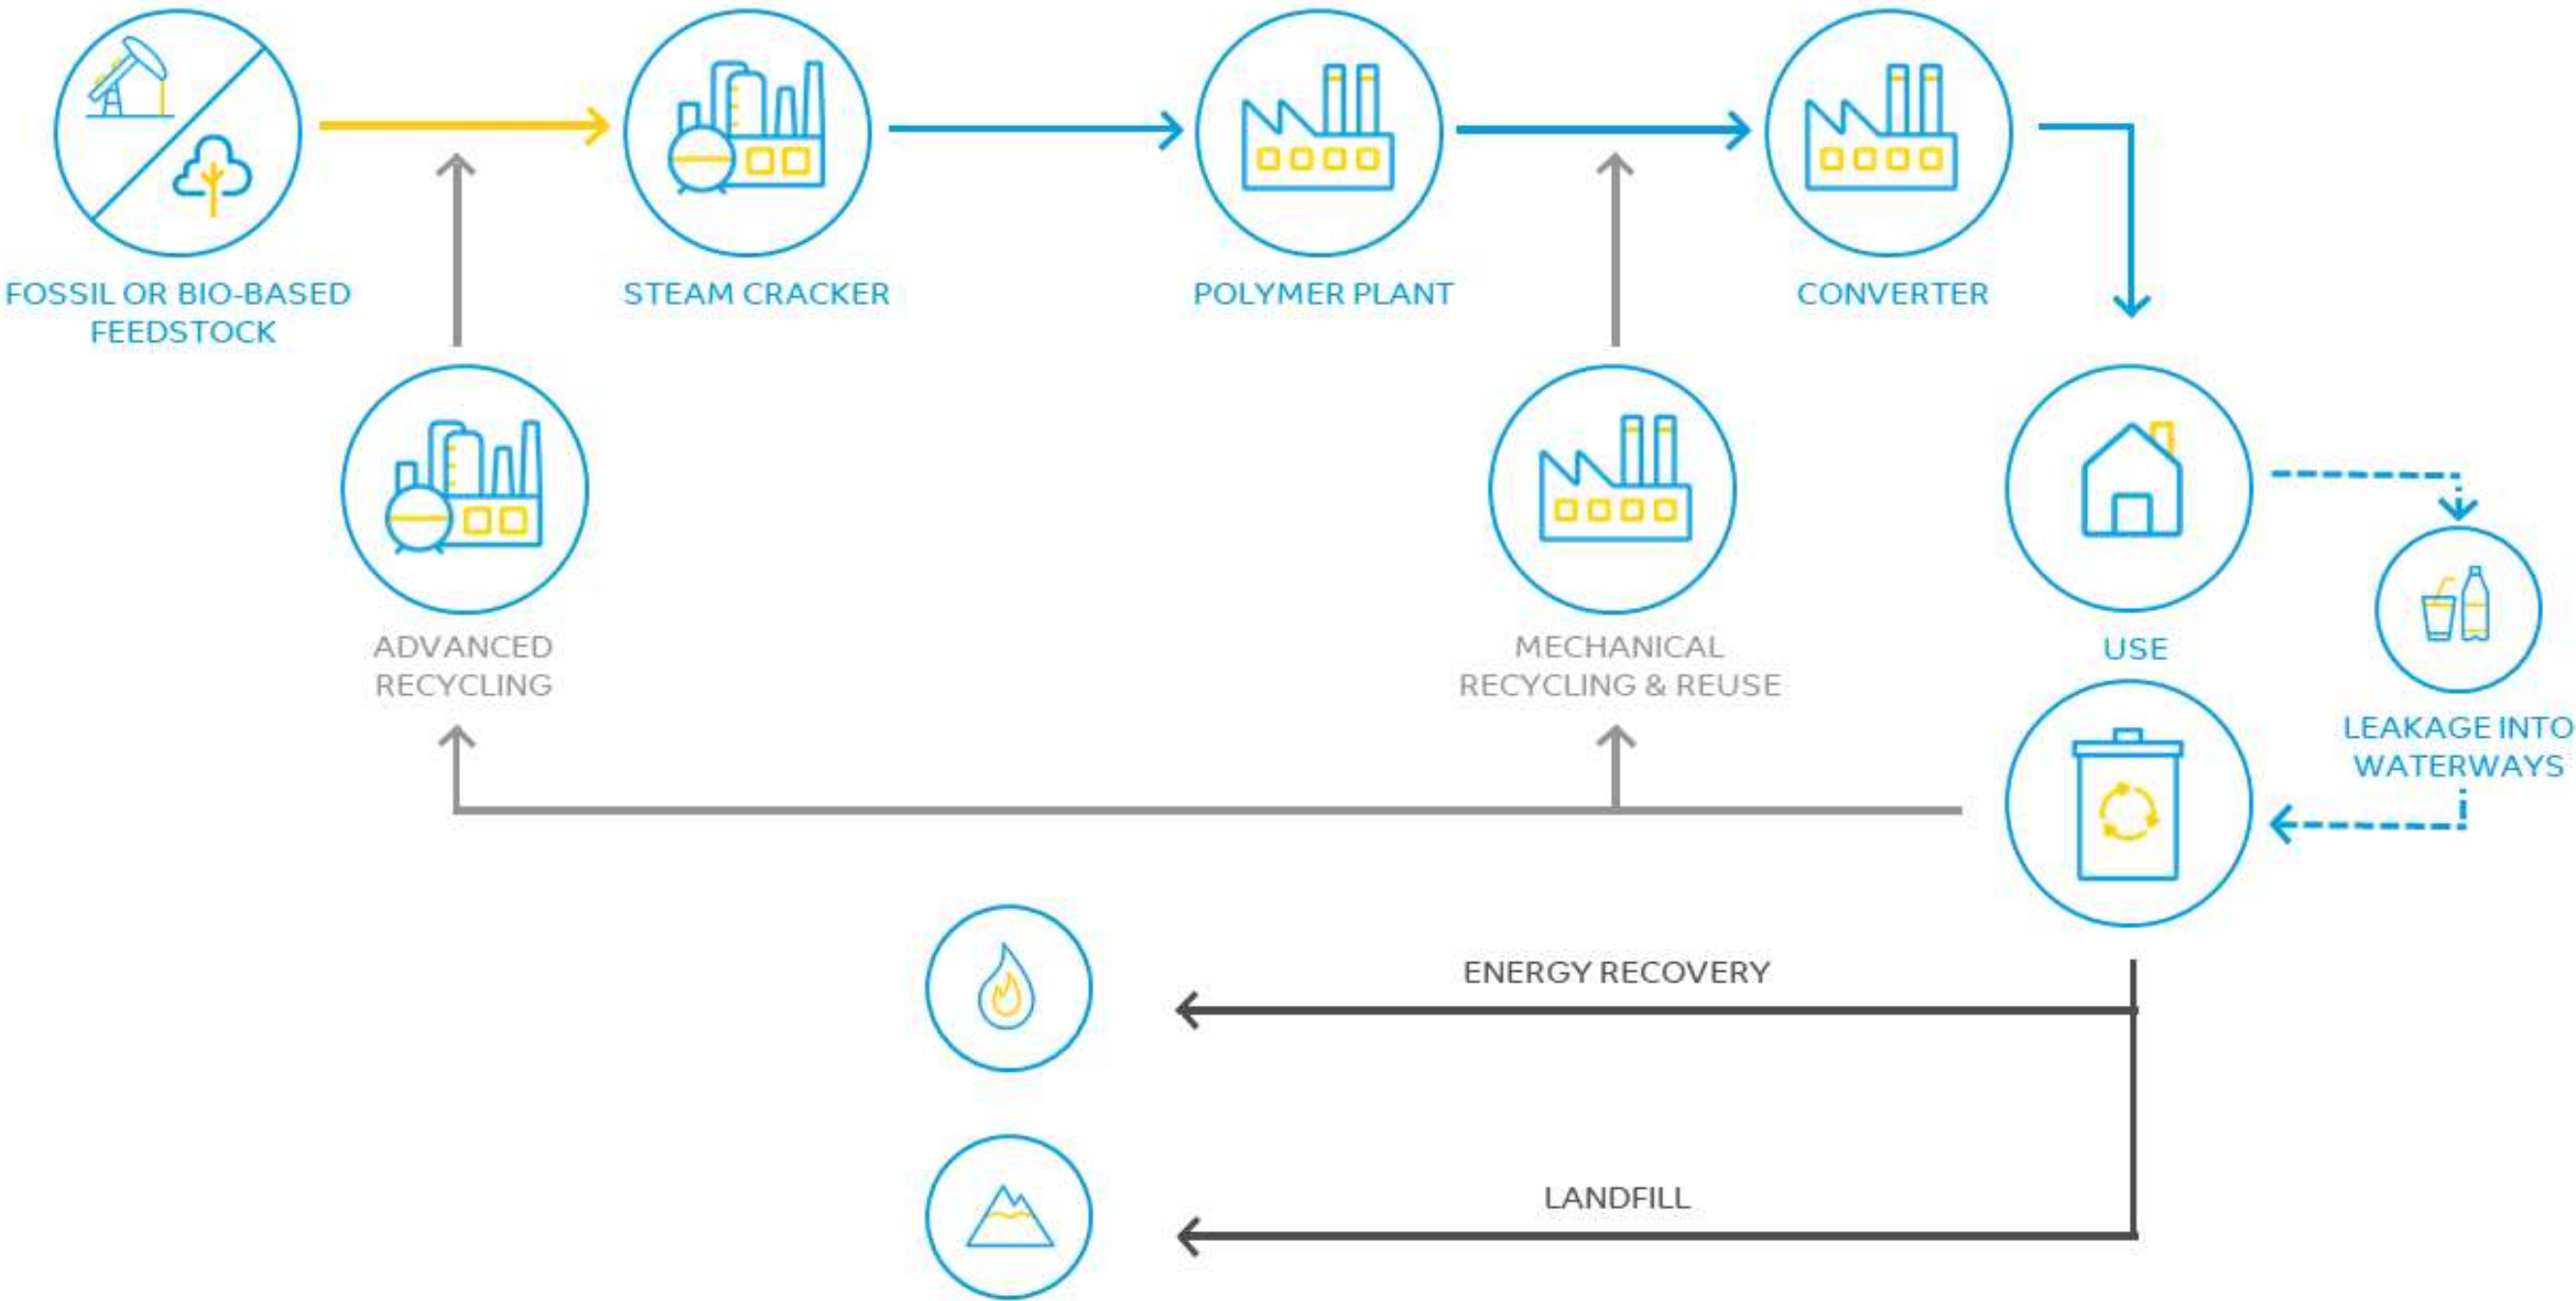 FOSSIL OR BIO-BASED
FEEDSTOCK
STEAM CRACKER
POLYMER PLANT
CONVERTER
ADVANCED
RECYCLING
MECHANICAL
RECYCLING & REUSE
USE
LEAKAGE INTO
WATERWAYS
ENERGY RECOVERY
LANDFILL